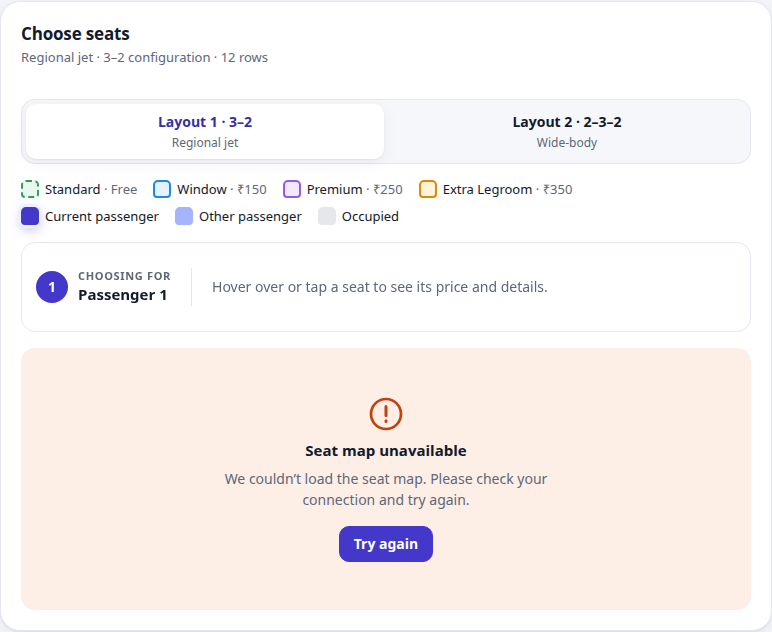 Choose seats
Regional jet · 3–2 configuration · 12 rows
Layout 1 · 3–2
Regional jet
Layout 2 · 2–3–2
Wide-body
Standard · Free
Window · ₹150
Premium · ₹250
Extra Legroom · ₹350
Current passenger
Other passenger
Occupied
1
CHOOSING FOR
Passenger 1
Hover over or tap a seat to see its price and details.
Seat map unavailable
We couldn’t load the seat map. Please check your
connection and try again.
Try again